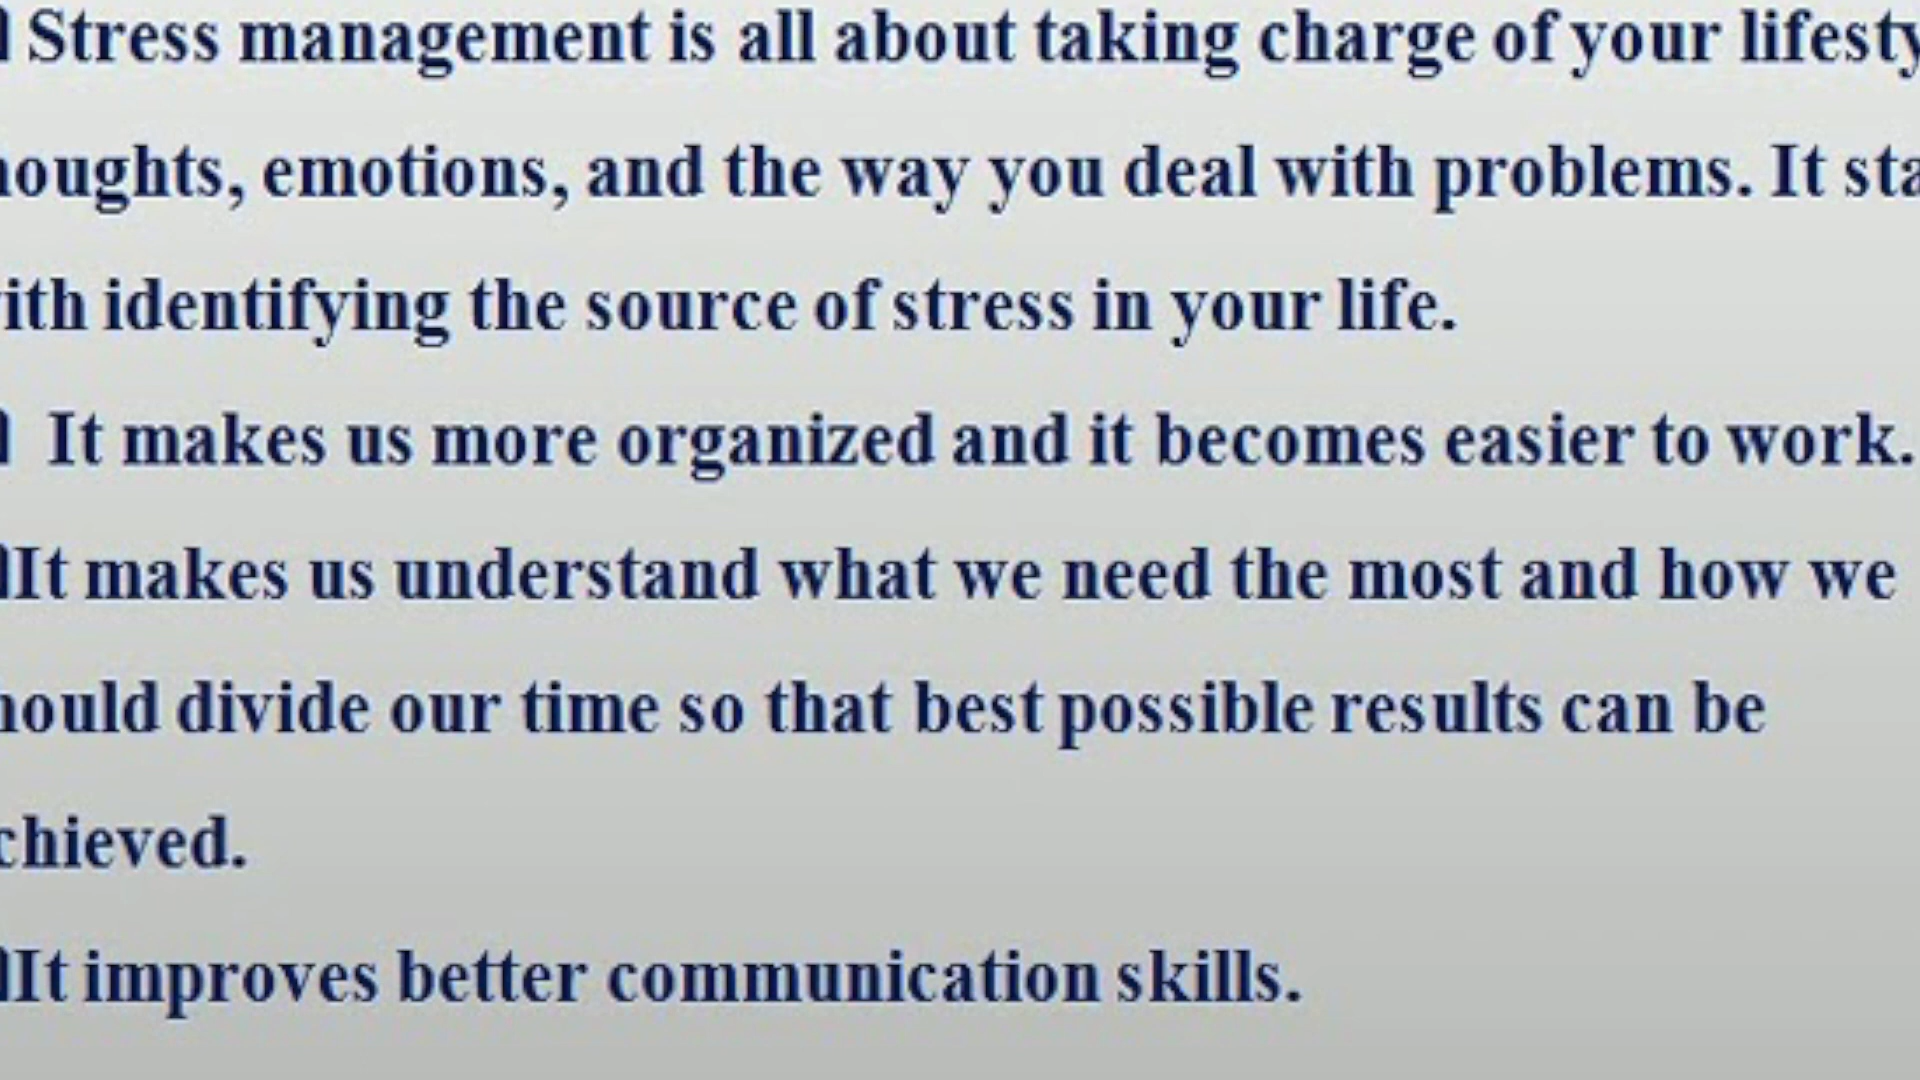 Stress management is all about taking charge of your lifesty
houghts, emotions, and the way you deal with problems. It sta
ith identifying the source of stress in your life.
It makes us more organized and it becomes easier to work.
It makes us understand what we need the most and how we
hould divide our time so that best possible results can be
chieved.
It improves better communication skills.